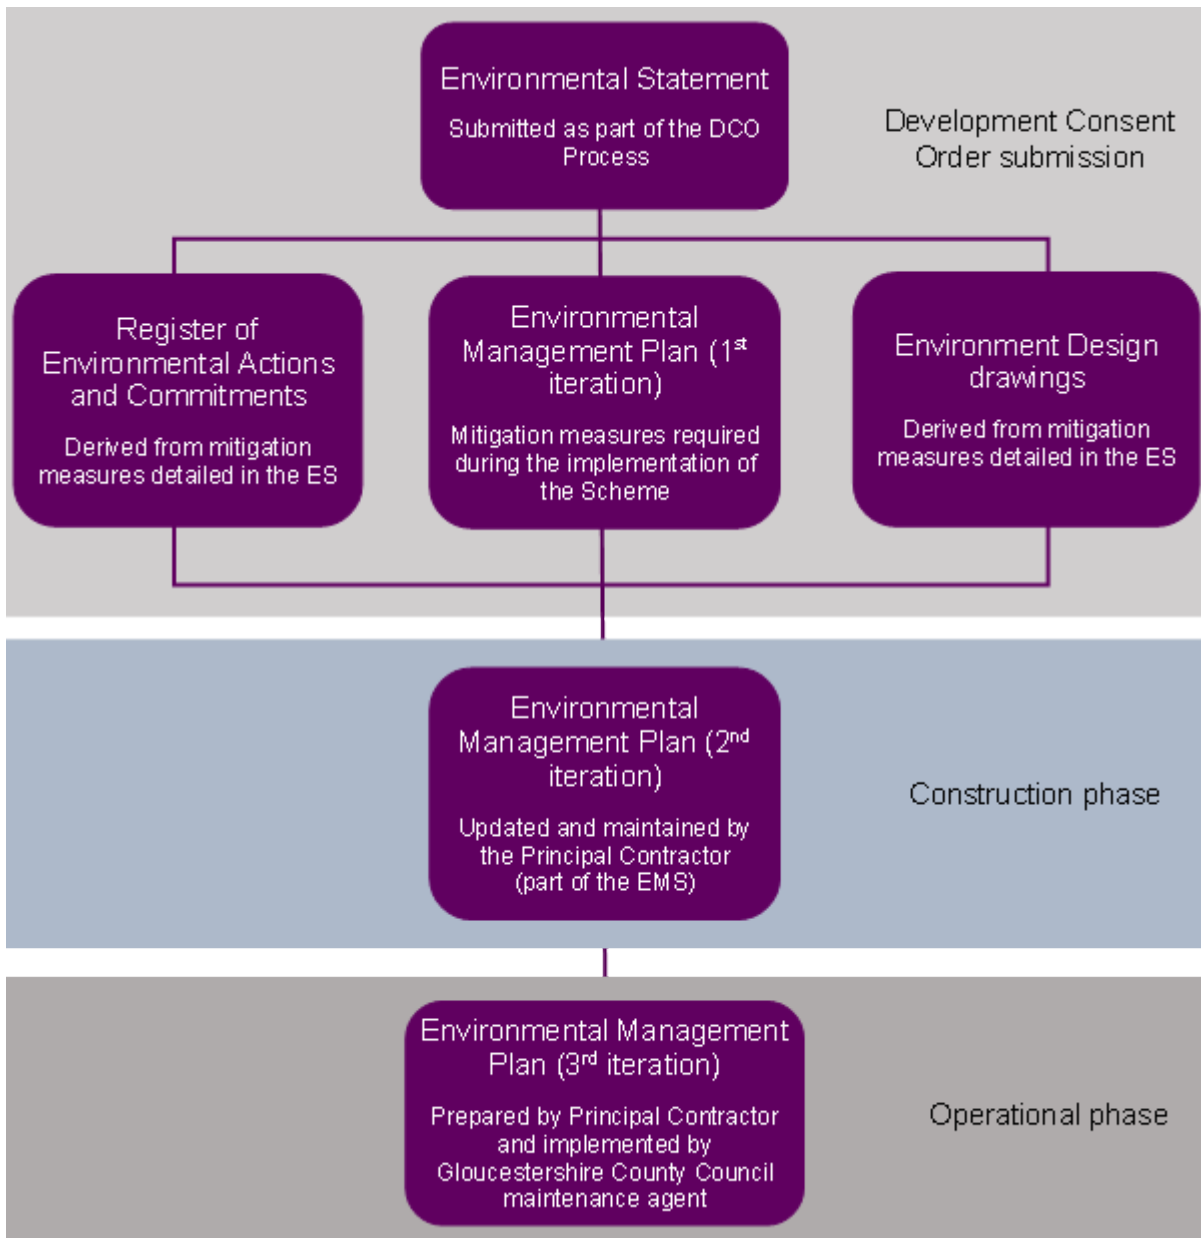 Environmental Statement
Submitted as part of the DCO
Process
Development Consent
Order submission
Register of
Environmental Actions
and Commitments
Derived from mitigation
measures detailed in the ES
Environmental
Management Plan (1st
iteration)
Mitigation measures required
during the implementation of
the Scheme
Environment Design
drawings
Derived from mitigation
measures detailed in the ES
Environmental
Management Plan (2nd
iteration)
Updated and maintained by
the Principal Contractor
(part of the EMS)
Construction phase
Environmental Management
Plan (3rd iteration)
Prepared by Principal Contractor
and implemented by
Gloucestershire County Council
maintenance agent
Operational phase